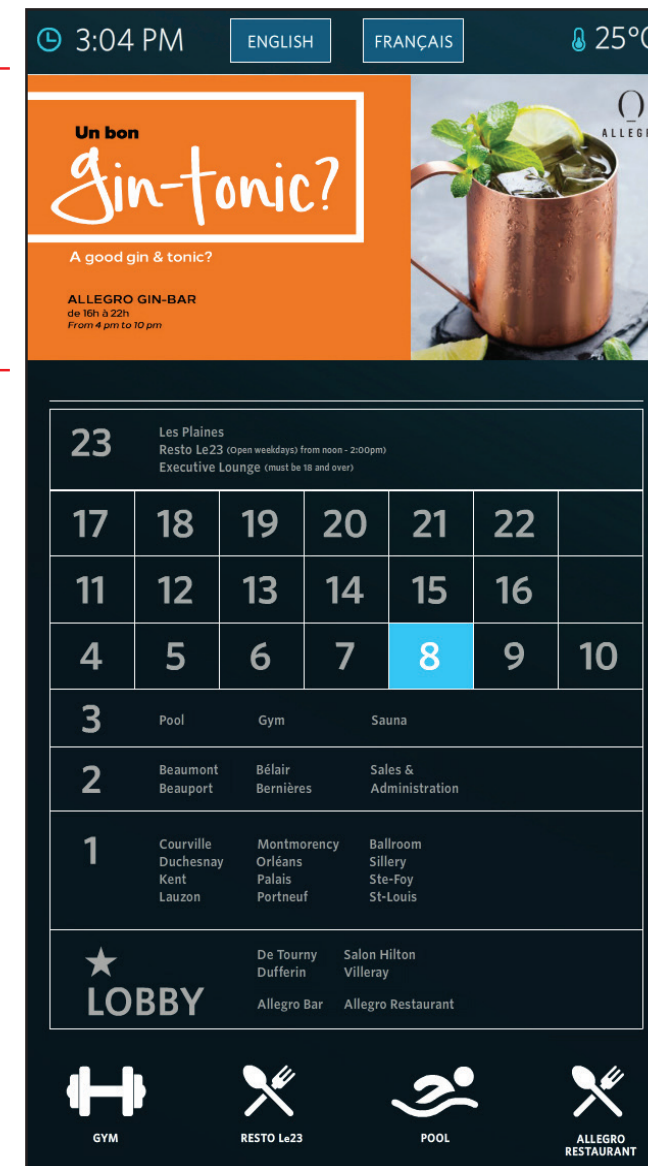 3:04 PM
ENGLISH
FRANÇAIS
25°C
Un bon
gin-tonic?
A good gin & tonic?
ALLEGRO GIN-BAR
de 16h à 22h
From 4 pm to 10 pm
ALLEG
23
Les Plaines
Resto Le23 (Open weekdays) from noon - 2:00pm)
Executive Lounge (must be 18 and over)
17 18 19 20 21 22
11 12 13 14 15 16
4 5 6 7 8 9 10
3 Pool Gym Sauna
2
Beaumont Bélair Sales &
Beauport Bernières Administration
1
Courville Montmorency Ballroom
Duchesnay Orléans Sillery
Kent Palais Ste-Foy
Lauzon Portneuf St-Louis
★
LOBBY
De Tourny Salon Hilton
Dufferin Villeray
Allegro Bar Allegro Restaurant
GYM
RESTO Le23
POOL
ALLEGRO
RESTAURANT